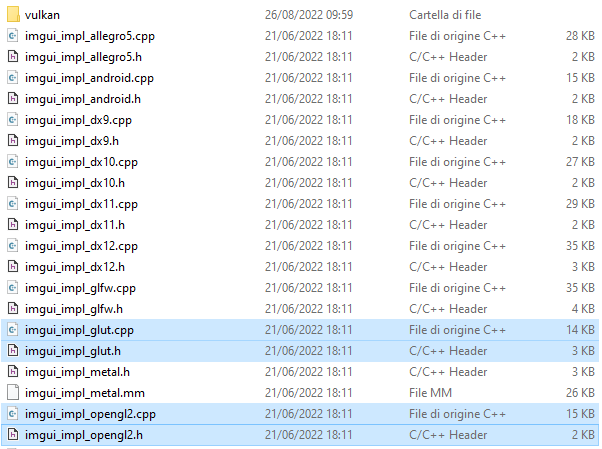 vulkan 26/08/2022 09:59 Cartella di file
imgui_impl_allegro5.cpp 21/06/2022 18:11 File di origine C++ 28 KB
imgui_impl_allegro5.h 21/06/2022 18:11 C/C++ Header 2 KB
imgui_impl_android.cpp 21/06/2022 18:11 File di origine C++ 15 KB
imgui_impl_android.h 21/06/2022 18:11 C/C++ Header 2 KB
imgui_impl_dx9.cpp 21/06/2022 18:11 File di origine C++ 18 KB
imgui_impl_dx9.h 21/06/2022 18:11 C/C++ Header 2 KB
imgui_impl_dx10.cpp 21/06/2022 18:11 File di origine C++ 27 KB
imgui_impl_dx10.h 21/06/2022 18:11 C/C++ Header 2 KB
imgui_impl_dx11.cpp 21/06/2022 18:11 File di origine C++ 29 KB
imgui_impl_dx11.h 21/06/2022 18:11 C/C++ Header 2 KB
imgui_impl_dx12.cpp 21/06/2022 18:11 File di origine C++ 35 KB
imgui_impl_dx12.h 21/06/2022 18:11 C/C++ Header 3 KB
imgui_impl_glfw.cpp 21/06/2022 18:11 File di origine C++ 35 KB
imgui_impl_glfw.h 21/06/2022 18:11 C/C++ Header 4 KB
imgui_impl_glut.cpp 21/06/2022 18:11 File di origine C++ 14 KB
imgui_impl_glut.h 21/06/2022 18:11 C/C++ Header 3 KB
imgui_impl_metal.h 21/06/2022 18:11 C/C++ Header 3 KB
imgui_impl_metal.mm 21/06/2022 18:11 File MM 26 KB
imgui_impl_opengl2.cpp 21/06/2022 18:11 File di origine C++ 15 KB
imgui_impl_opengl2.h 21/06/2022 18:11 C/C++ Header 2 KB